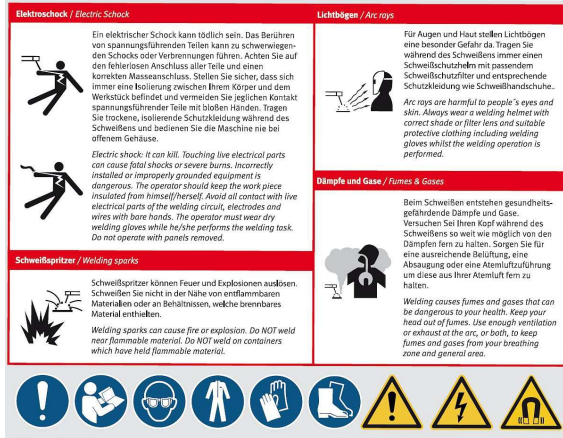 Elektroschock / Electric Schock
Ein elektrischer Schock kann tödlich sein. Das Berühren
von spannungsführenden Teilen kann zu schwerwiegen-
den Schocks oder Verbrennungen führen. Achten Sie auf
den fehlerlosen Anschluss aller Teile und einen
korrekten Masseanschluss. Stellen Sie sicher, dass sich
immer eine Isolierung zwischen Ihrem Körper und dem
Werkstück befindet und vermeiden Sie jeglichen Kontakt
spannungsführender Teile mit bloßen Händen. Tragen
Sie trockene, isolierende Schutzkleidung während des
Schweißens und bedienen Sie die Maschine nie bei
offenem Gehäuse.
Electric shock: It can kill. Touching live electrical parts
can cause fatal shocks or severe burns. Incorrectly
installed or improperly grounded equipment is
dangerous. The operator should keep the work piece
insulated from himself/herself. Avoid all contact with live
electrical parts of the welding circuit, electrodes and
wires with bare hands. The operator must wear dry
welding gloves while he/she performs the welding task.
Do not operate with panels removed.
Schweißspritzer / Welding sparks
Schweißspritzer können Feuer und Explosionen auslösen.
Schweißen Sie nicht in der Nähe von entflammbaren
Materialien oder an Behältnissen, welche brennbares
Material enthielten.
Welding sparks can cause fire or explosion. Do NOT weld
near flammable material. Do NOT weld on containers
which have held flammable material.
Lichtbögen / Arc rays
Für Augen und Haut stellen Lichtbögen
eine besonder Gefahr da. Tragen Sie
während des Schweißens immer einen
Schweißschutzhelm mit passendem
Schweißschutzfilter und entsprechende
Schutzkleidung wie Schweißhandschuhe..
Arc rays are harmful to people´s eyes and
skin. Always wear a welding helmet with
correct shade or filter lens and suitable
protective clothing including welding
gloves whilst the welding operation is
performed.
Dämpfe und Gase / Fumes & Gases
Beim Schweißen entstehen gesundheits-
gefährdende Dämpfe und Gase.
Versuchen Sie Ihren Kopf während des
Schweißens so weit wie möglich von den
Dämpfen fern zu halten. Sorgen Sie für
eine ausreichende Belüftung, eine
Absaugung oder eine Atemluftzuführung
um diese aus Ihrer Atemluft fern zu
halten.
Welding causes fumes and gases that can
be dangerous to your health. Keep your
head out of fumes. Use enough ventilation
or exhaust at the arc, or both, to keep
fumes and gases from your breathing
zone and general area.